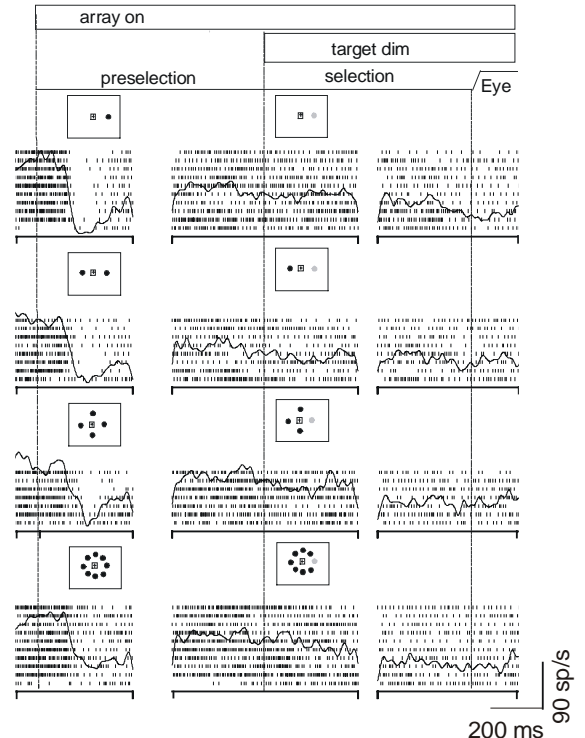 array on
target dim
preselection
selection
Eye
90 sp/s
200 ms